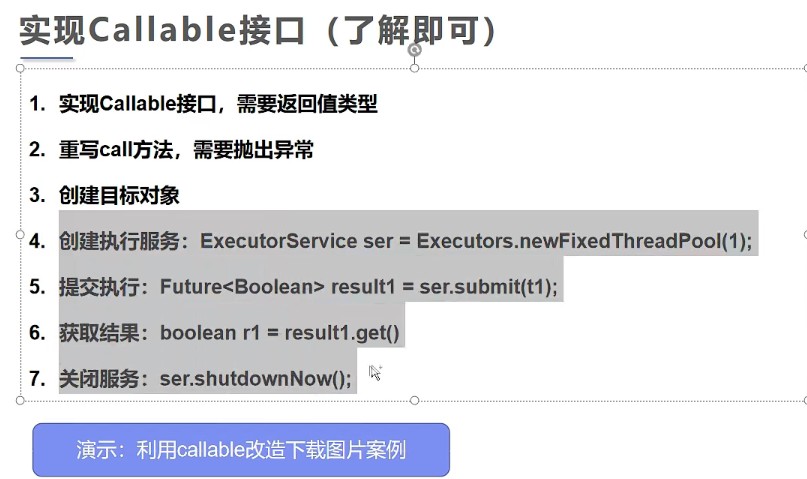 实现Callable接口（了解即可）
1. 实现Callable接口，需要返回值类型
2. 重写call方法，需要抛出异常
3. 创建目标对象
4. 创建执行服务：ExecutorService ser = Executors.newFixedThreadPool(1);
5. 提交执行：Future<Boolean> result1 = ser.submit(t1);
6. 获取结果：boolean r1 = result1.get()
7. 关闭服务：ser.shutdownNow();
演示：利用callable改造下载图片案例